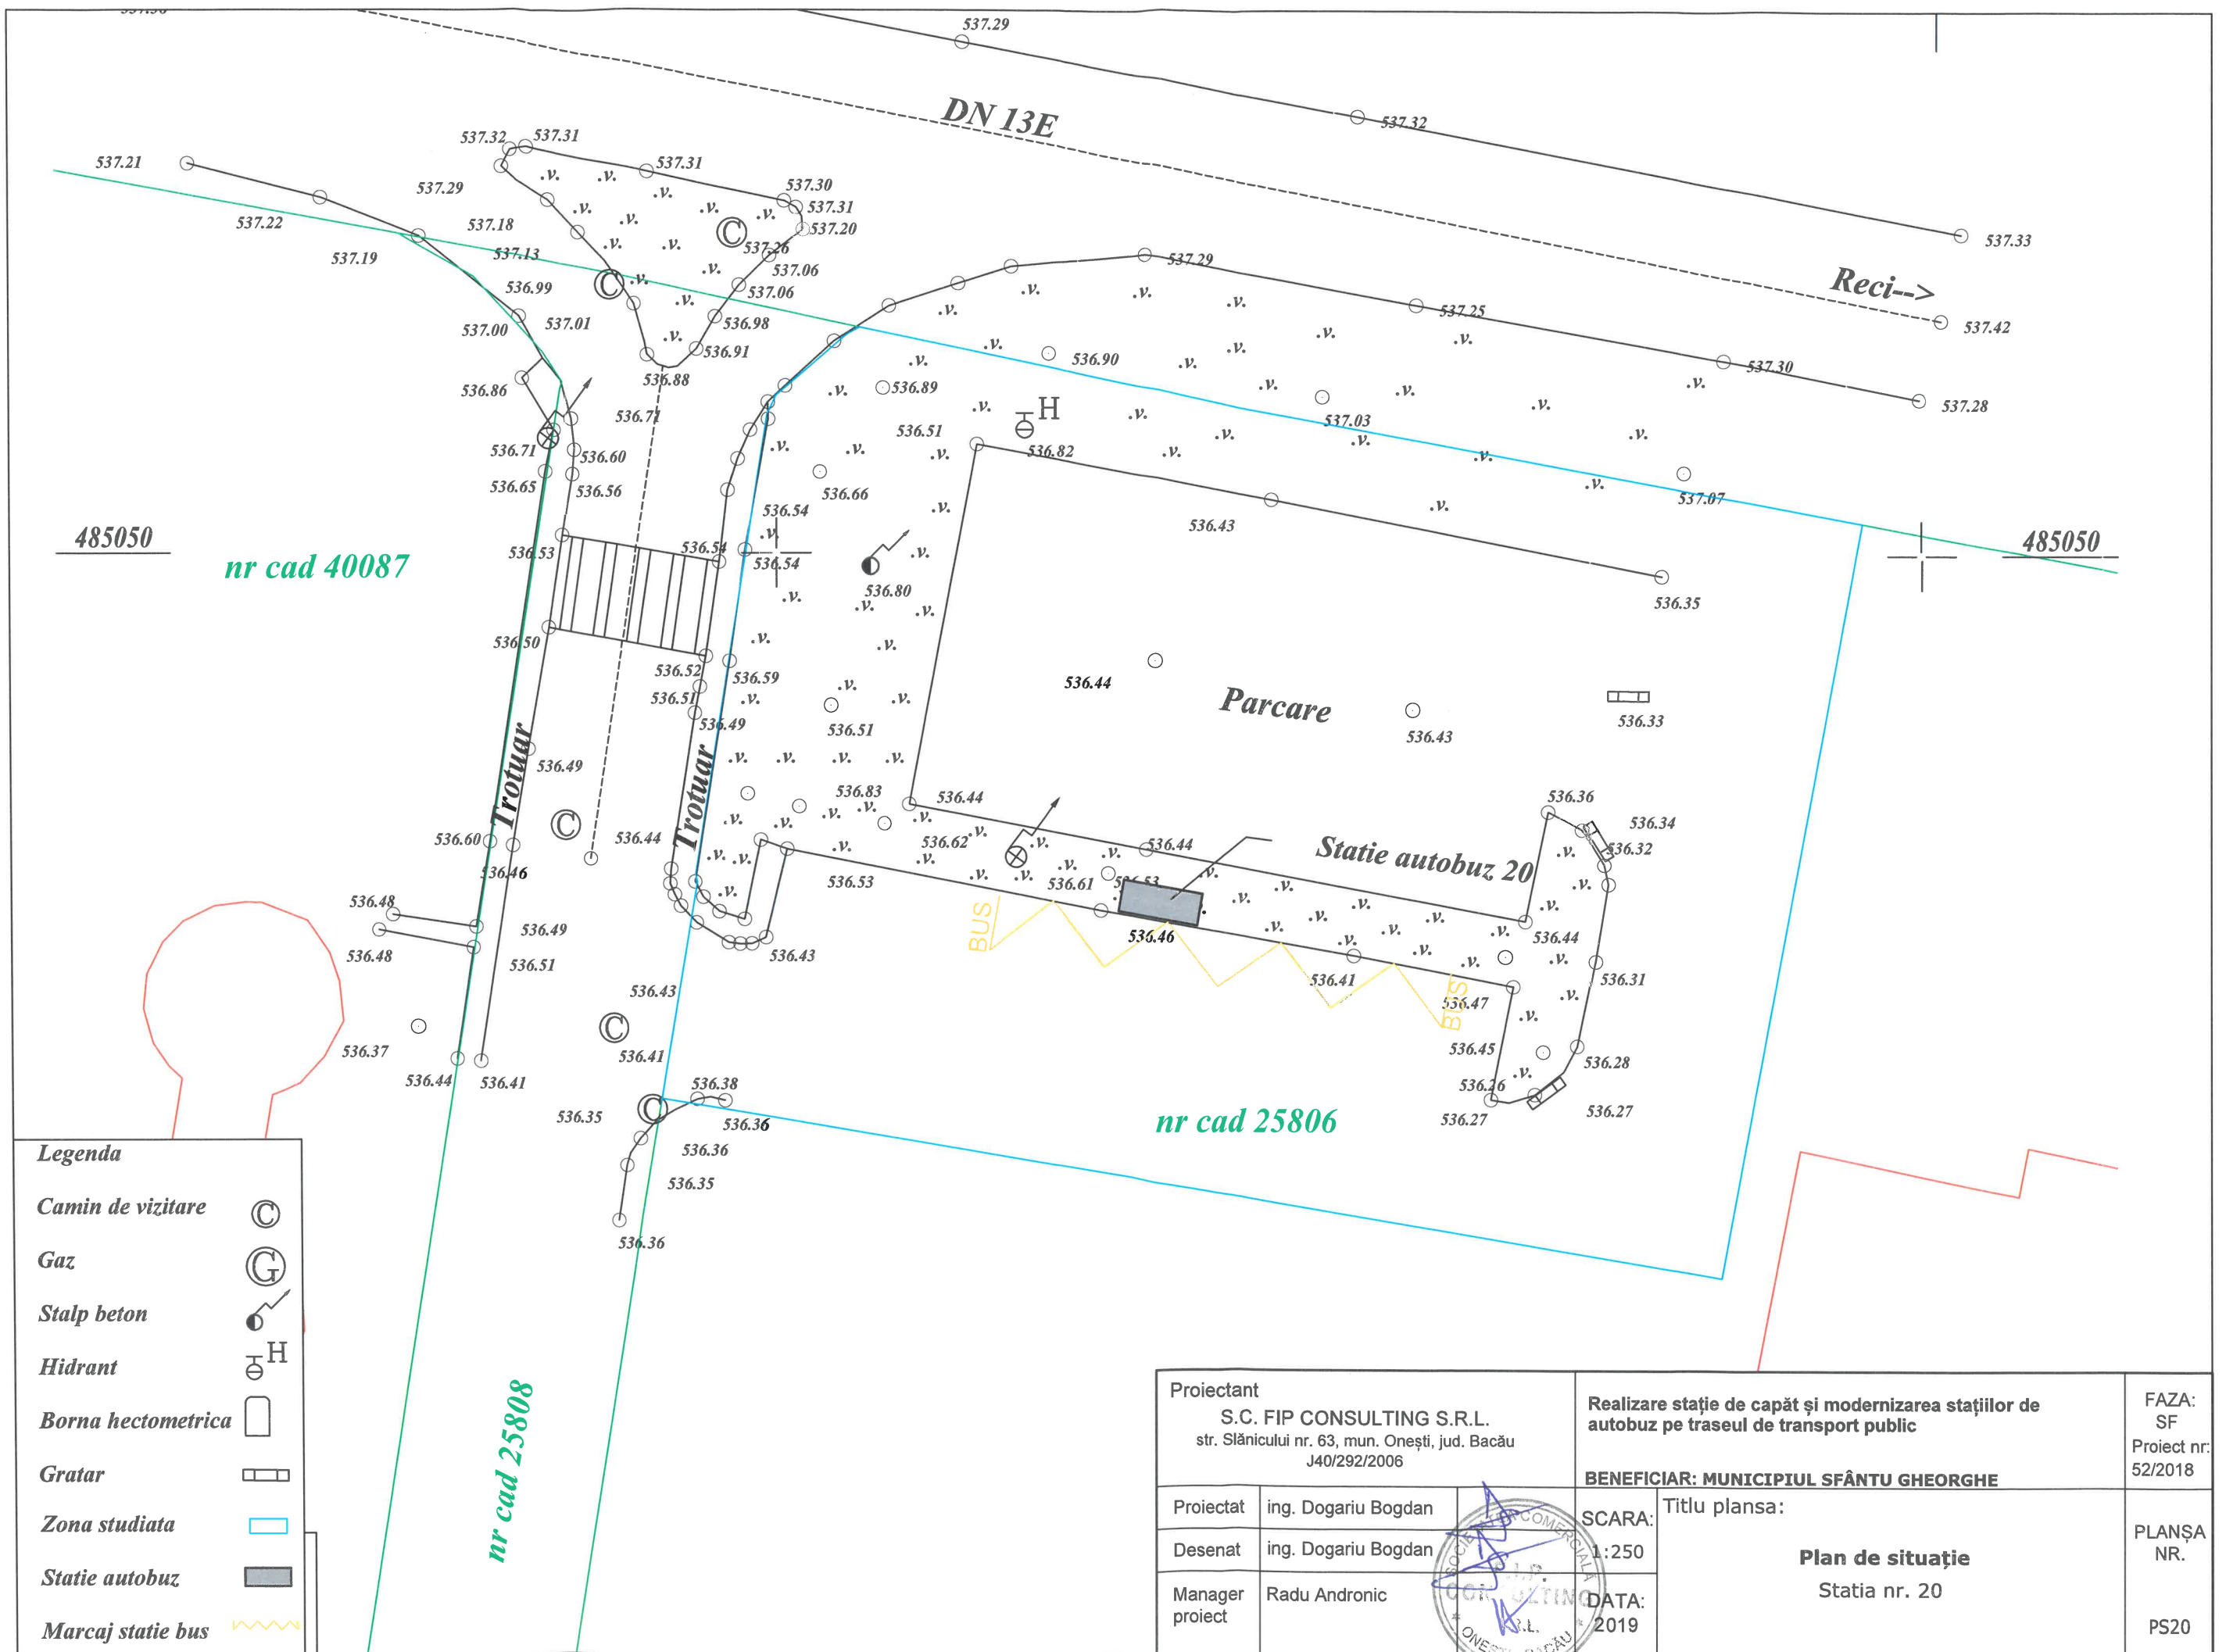 537.29
DN 13E
537.32
537.32
537.31
537.21
537.31
537.29
537.30
537.31
537.22
537.18
537.20
537.26
537.33
537.19
537.13
537.06
537.29
Reci-->
536.99
537.06
537.25
537.42
537.00
537.01
536.98
536.91
536.90
537.30
536.86
536.88
536.89
537.28
H
536.71
537.03
536.51
536.71
536.60
536.82
536.65
536.56
536.66
537.07
536.54
536.43
485050
536.53
536.54
485050
nr cad 40087
536.54
536.80
536.35
536.50
536.52
536.59
536.44
536.51
Parcare
536.49
536.33
536.51
536.43
Trotuar
Trotuar
536.49
536.83
536.44
536.36
536.60
536.44
536.62
536.44
536.34
Statie autobuz 20
536.32
536.46
536.53
536.61
536.53
536.48
536.49
BUS
536.46
536.44
536.48
536.51
536.43
536.41
536.31
536.43
536.47
BUS
536.37
536.41
536.45
536.28
536.44
536.41
536.38
536.26
536.35
536.36
nr cad 25806
536.27
536.27
536.36
536.35
536.36
nr cad 25808
Legenda
Camin de vizitare C
Gaz G
Stalp beton
Hidrant H
Borna hectometrica
Gratar
Zona studiata
Statie autobuz
Marcaj statie bus
Proiectant
S.C. FIP CONSULTING S.R.L.
str. Slănicului nr. 63, mun. Onești, jud. Bacău
J40/292/2006
Realizare stație de capăt și modernizarea stațiilor de
autobuz pe traseul de transport public
BENEFICIAR: MUNICIPIUL SFÂNTU GHEORGHE
FAZA:
SF
Proiect nr:
52/2018
Proiectat ing. Dogariu Bogdan
Desenat ing. Dogariu Bogdan
Manager proiect Radu Andronic
SCARA:
1:250
DATA:
2019
Titlu plansa:
Plan de situație
Statia nr. 20
PLANȘA
NR.
PS20